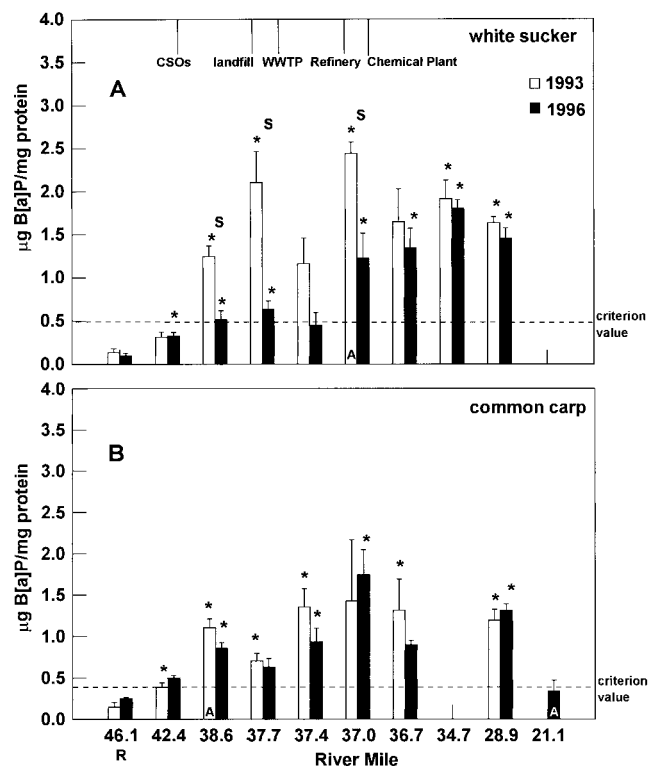 white sucker
CSOs landfill WWTP Refinery Chemical Plant
A
1993
1996
4.0
3.5
3.0
2.5
2.0
1.5
1.0
0.5
0.0
µg B[a]P/mg protein
* * S * * S * * S * * * * * *
criterion value
A
common carp
B
4.0
3.5
3.0
2.5
2.0
1.5
1.0
0.5
0.0
µg B[a]P/mg protein
* * * * * * * * * *
criterion value
A A
46.1 42.4 38.6 37.7 37.4 37.0 36.7 34.7 28.9 21.1
R
River Mile